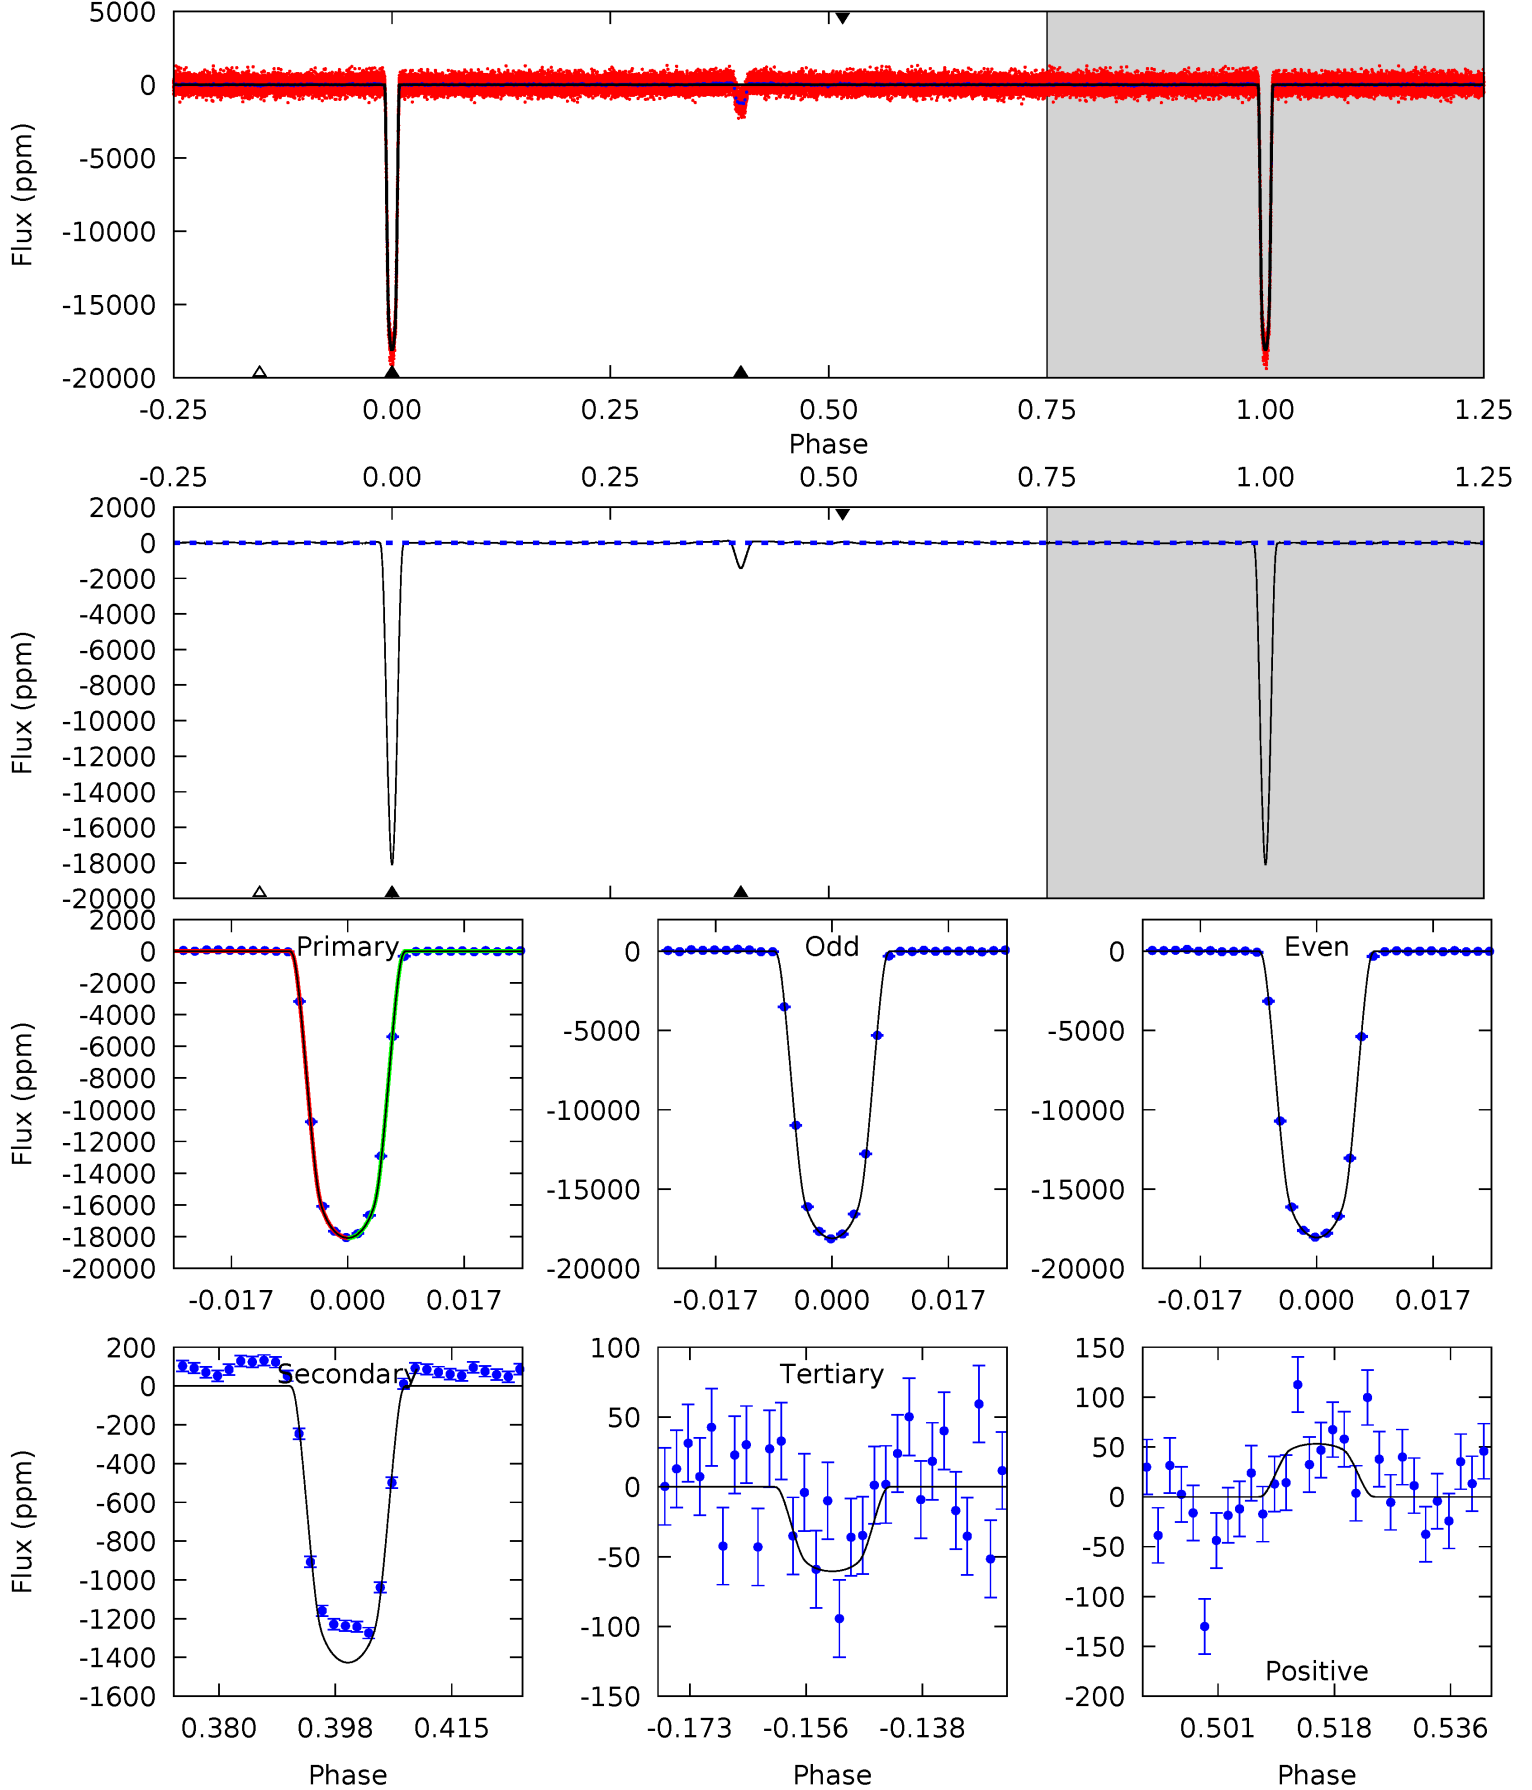 5000
0
-5000
-10000
-15000
-20000
Flux (ppm)
-0.25 0.00 0.25 0.50 0.75 1.00 1.25
Phase
-0.25 0.00 0.25 0.50 0.75 1.00 1.25
2000
0
-2000
-4000
-6000
-8000
-10000
-12000
-14000
-16000
-18000
-20000
Flux (ppm)
Primary
2000
0
-2000
-4000
-6000
-8000
-10000
-12000
-14000
-16000
-18000
-20000
Flux (ppm)
-0.017 0.000 0.017
Odd
0
-5000
-10000
-15000
-20000
-0.017 0.000 0.017
Even
0
-5000
-10000
-15000
-20000
-0.017 0.000 0.017
Secondary
200
0
-200
-400
-600
-800
-1000
-1200
-1400
-1600
Flux (ppm)
0.380 0.398 0.415
Phase
Tertiary
100
50
0
-50
-100
-150
-0.173 -0.156 -0.138
Phase
150
100
50
0
-50
-100
-150
-200
Positive
0.501 0.518 0.536
Phase